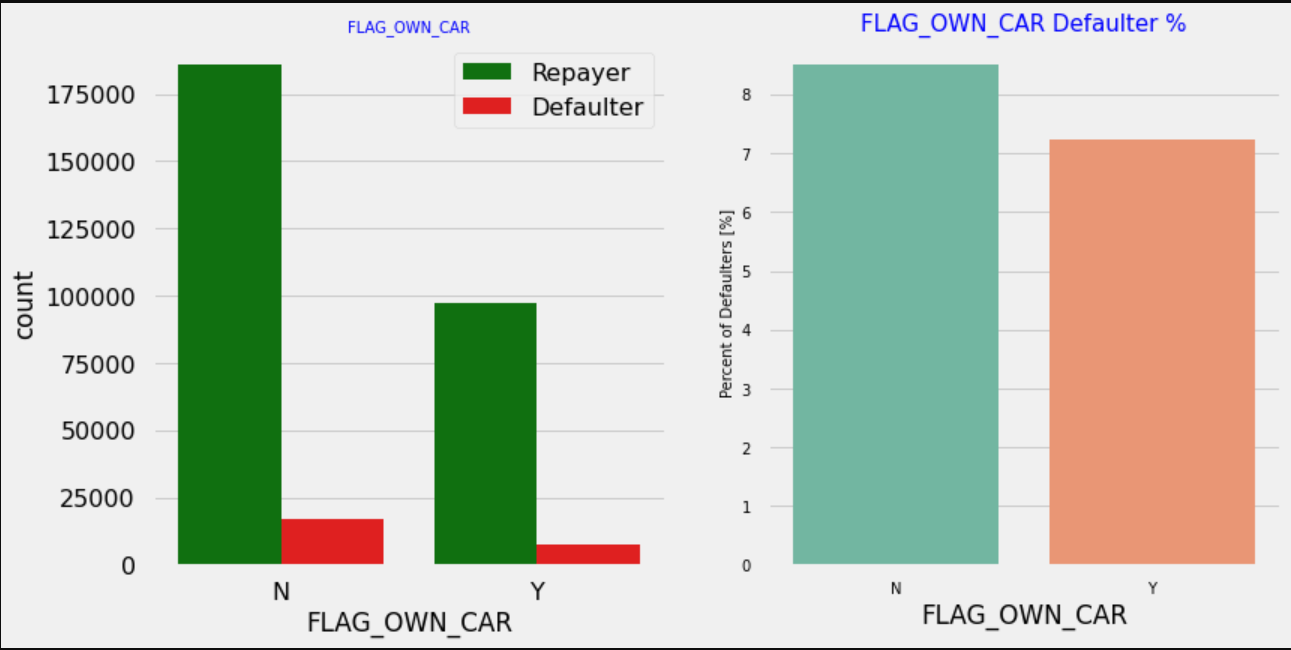 FLAG_OWN_CAR
Repayer
Defaulter
175000
150000
125000
100000
75000
50000
25000
0
count
N Y
FLAG_OWN_CAR
FLAG_OWN_CAR Defaulter %
8
7
6
5
4
3
2
1
0
Percent of Defaulters [%]
N Y
FLAG_OWN_CAR